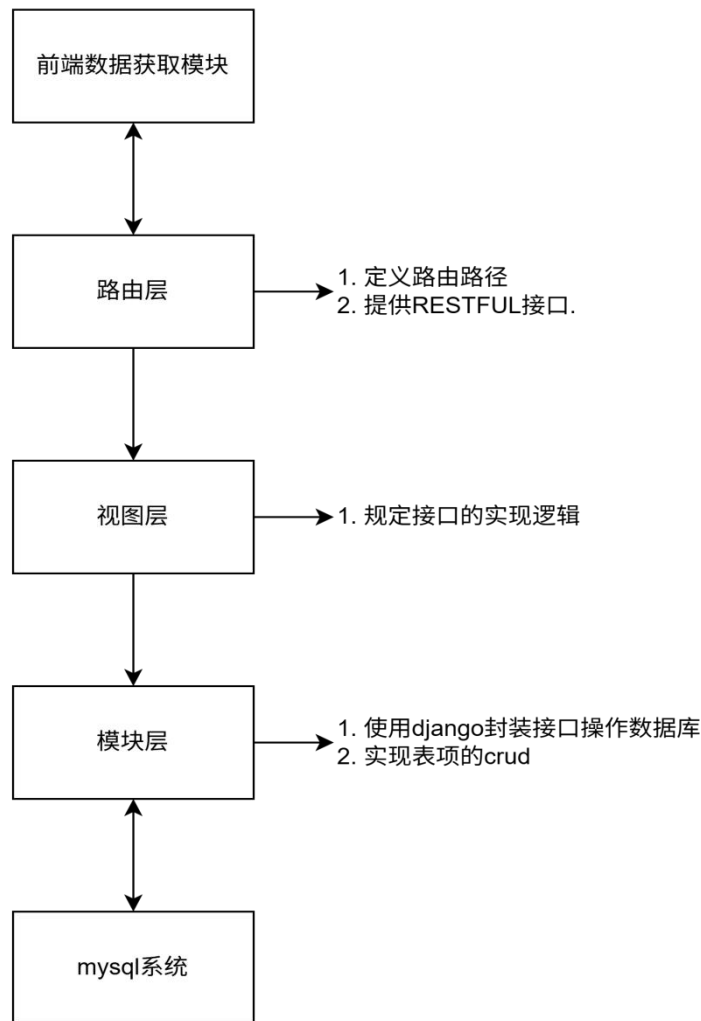 前端数据获取模块
路由层
1. 定义路由路径
2. 提供RESTFUL接口.
视图层
1. 规定接口的实现逻辑
模块层
1. 使用django封装接口操作数据库
2. 实现表项的crud
mysql系统